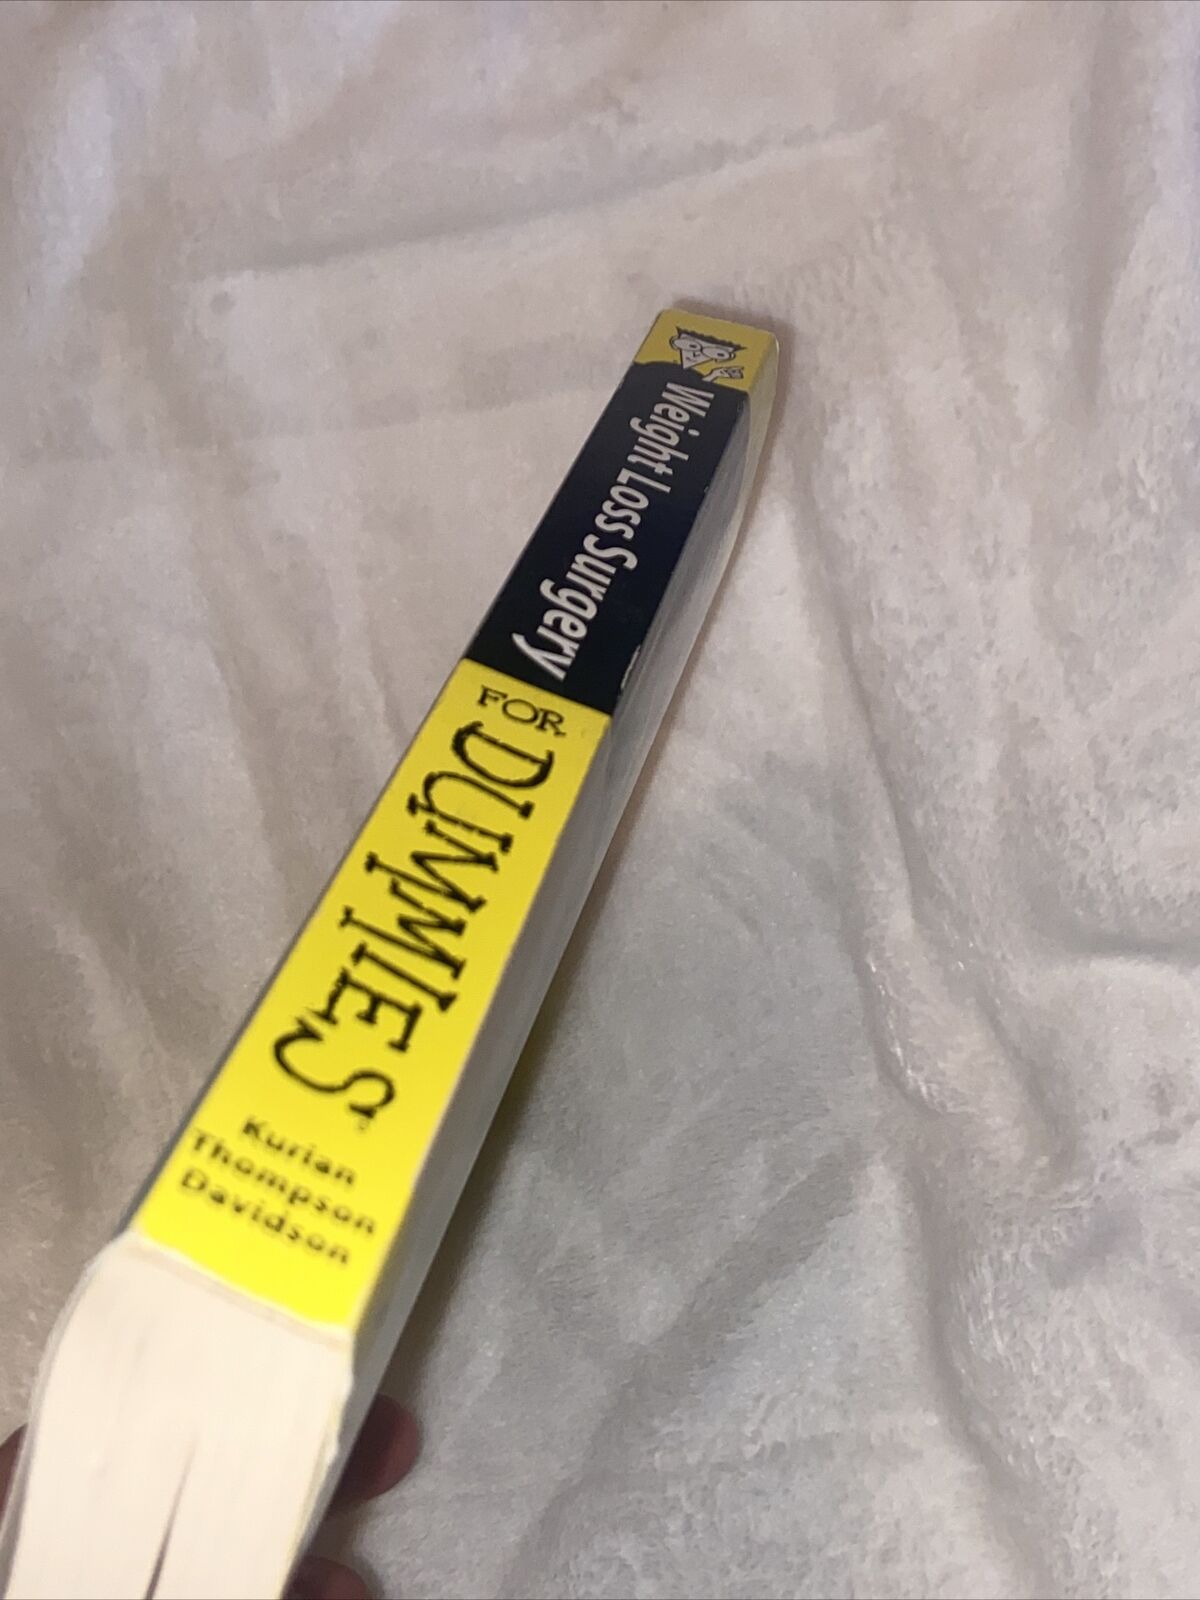 Weight Loss Surgery
FOR
DUMMIES
Kurian
Thompson
Davidson